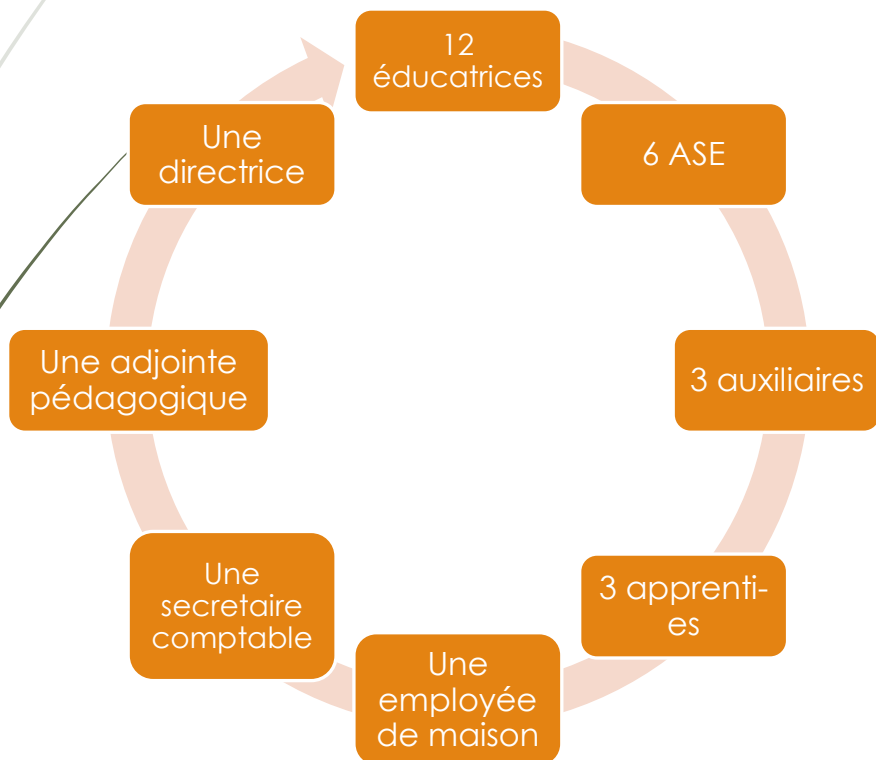 12
éducatrices
6 ASE
3 auxiliaires
3 apprenti-
es
Une
employée
de maison
Une
secretaire
comptable
Une adjointe
pédagogique
Une
directrice